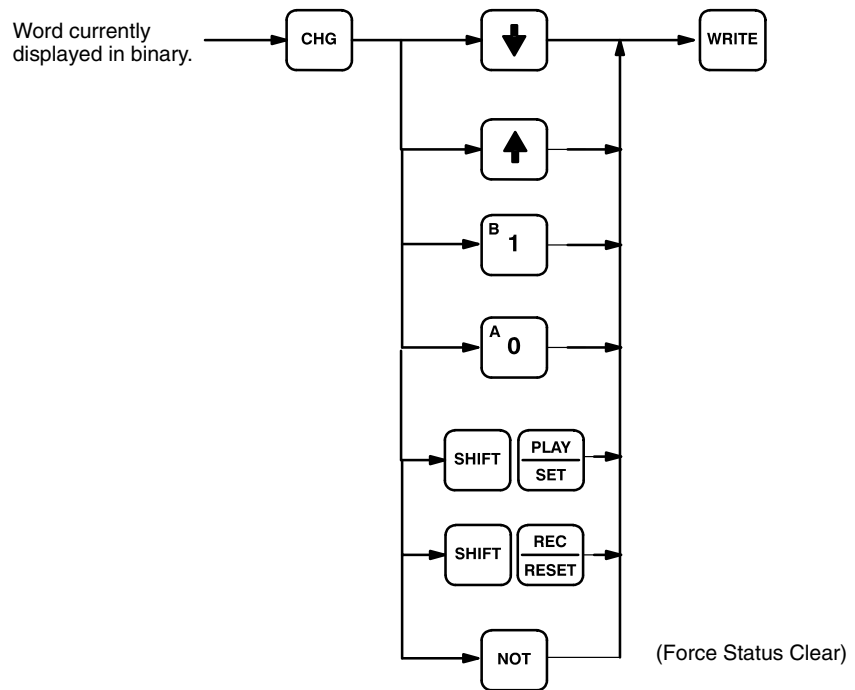 Word currently
displayed in binary.
CHG
WRITE
B
1
A
0
SHIFT
PLAY
SET
SHIFT
REC
RESET
NOT
(Force Status Clear)